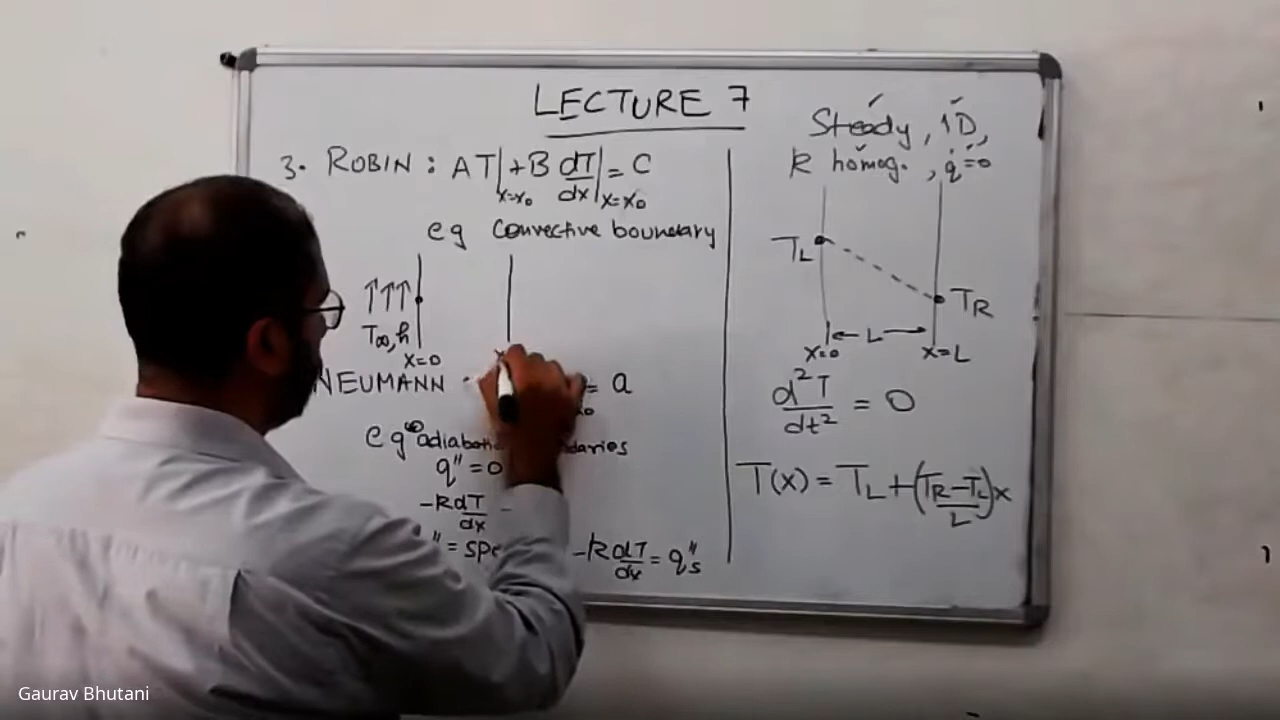 LECTURE 7
3. ROBIN : AT|x=x₀ + B dT/dx|x=x₀ = C
eg Convective boundary
↑↑↑
T∞, h
x=0
NEUMANN = a
eg adiabatic
q" = 0
-k dT/dx
" = -k dT/dx = q"s
Steady, 1D,
k homog., q̇=0
TL
TR
x=0 ← L → x=L
d²T/dt² = 0
T(x) = TL + (TR-TL/L)x
Gaurav Bhutani